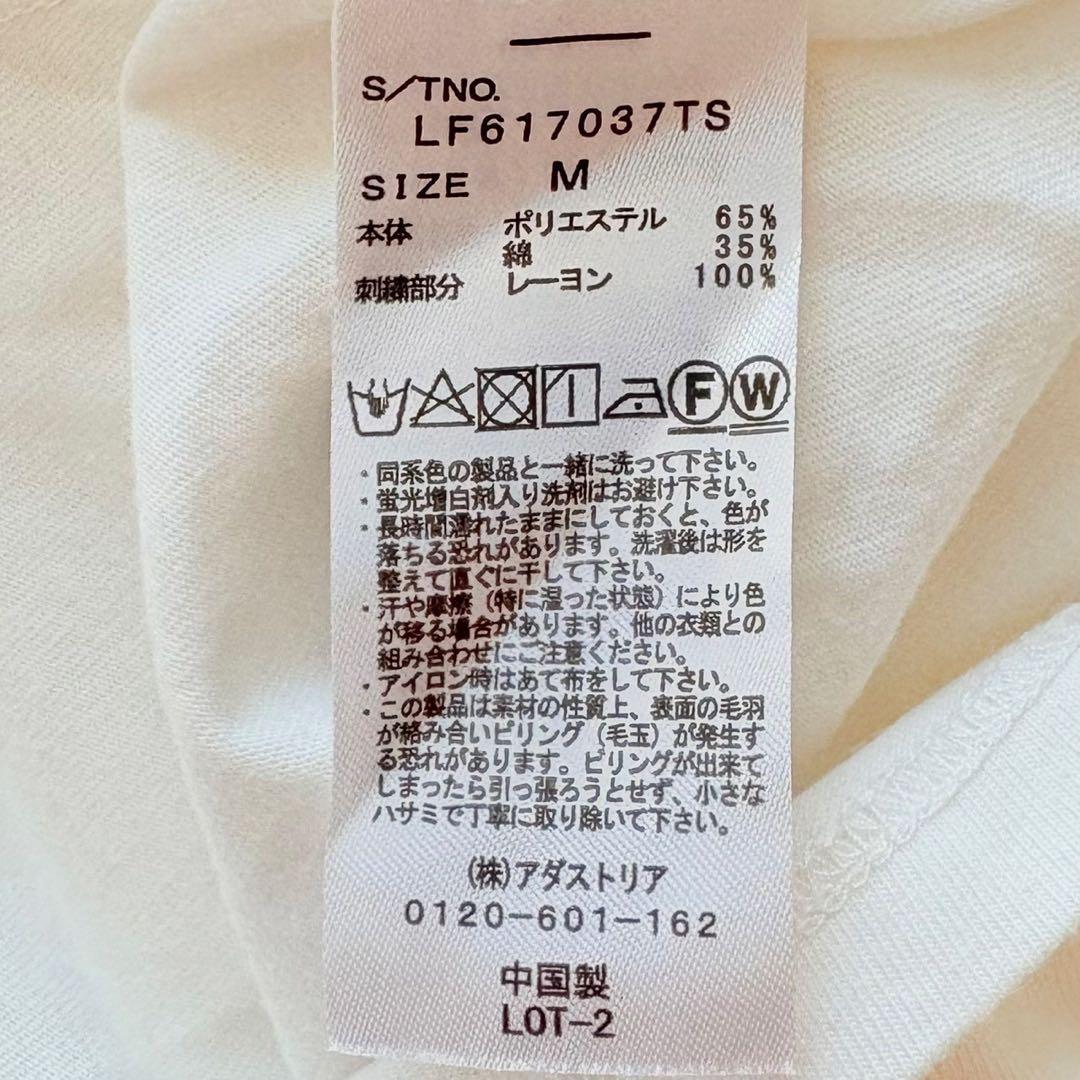 S/TNO.
LF617037TS
SIZE M
本体 ポリエステル 65%
綿 35%
刺繍部分 レーヨン 100%
F W
・同系色の製品と一緒に洗って下さい。
・蛍光増白剤入り洗剤はお避け下さい。
・長時間濡れたままにしておくと、色が
落ちる恐れがあります。洗濯後は形を
整えて直ぐに干して下さい。
・汗や摩擦(特に湿った状態)により色
が移る場合があります。他の衣類との
組み合わせにご注意ください。
・アイロン時はあて布をして下さい。
・この製品は素材の性質上、表面の毛羽
が絡み合いピリング(毛玉)が発生す
る恐れがあります。ピリングが出来て
しまったら引っ張ろうとせず、小さな
ハサミで丁寧に取り除いて下さい。
(株)アダストリア
0120-601-162
中国製
LOT-2